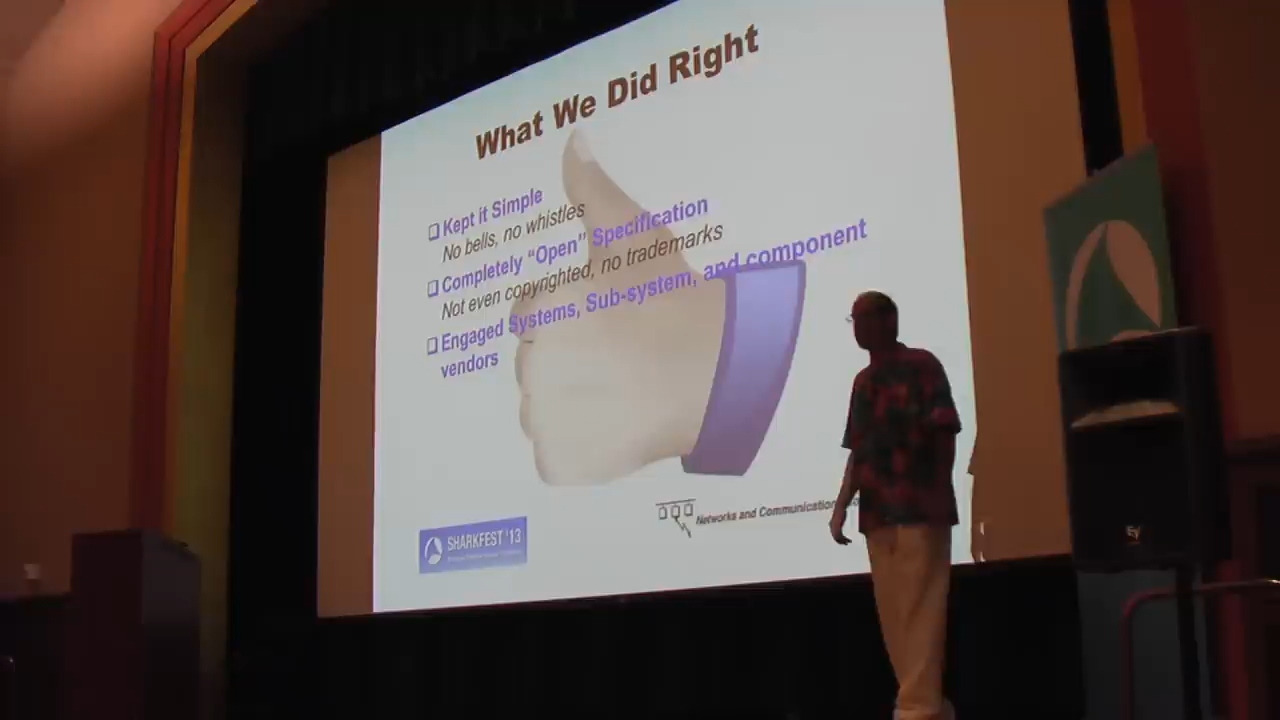 What We Did Right
❑ Kept it Simple
No bells, no whistles
❑ Completely “Open” Specification
Not even copyrighted, no trademarks
❑ Engaged Systems, Sub-system, and component
vendors
SHARKFEST '13
Networks and Communication
EV